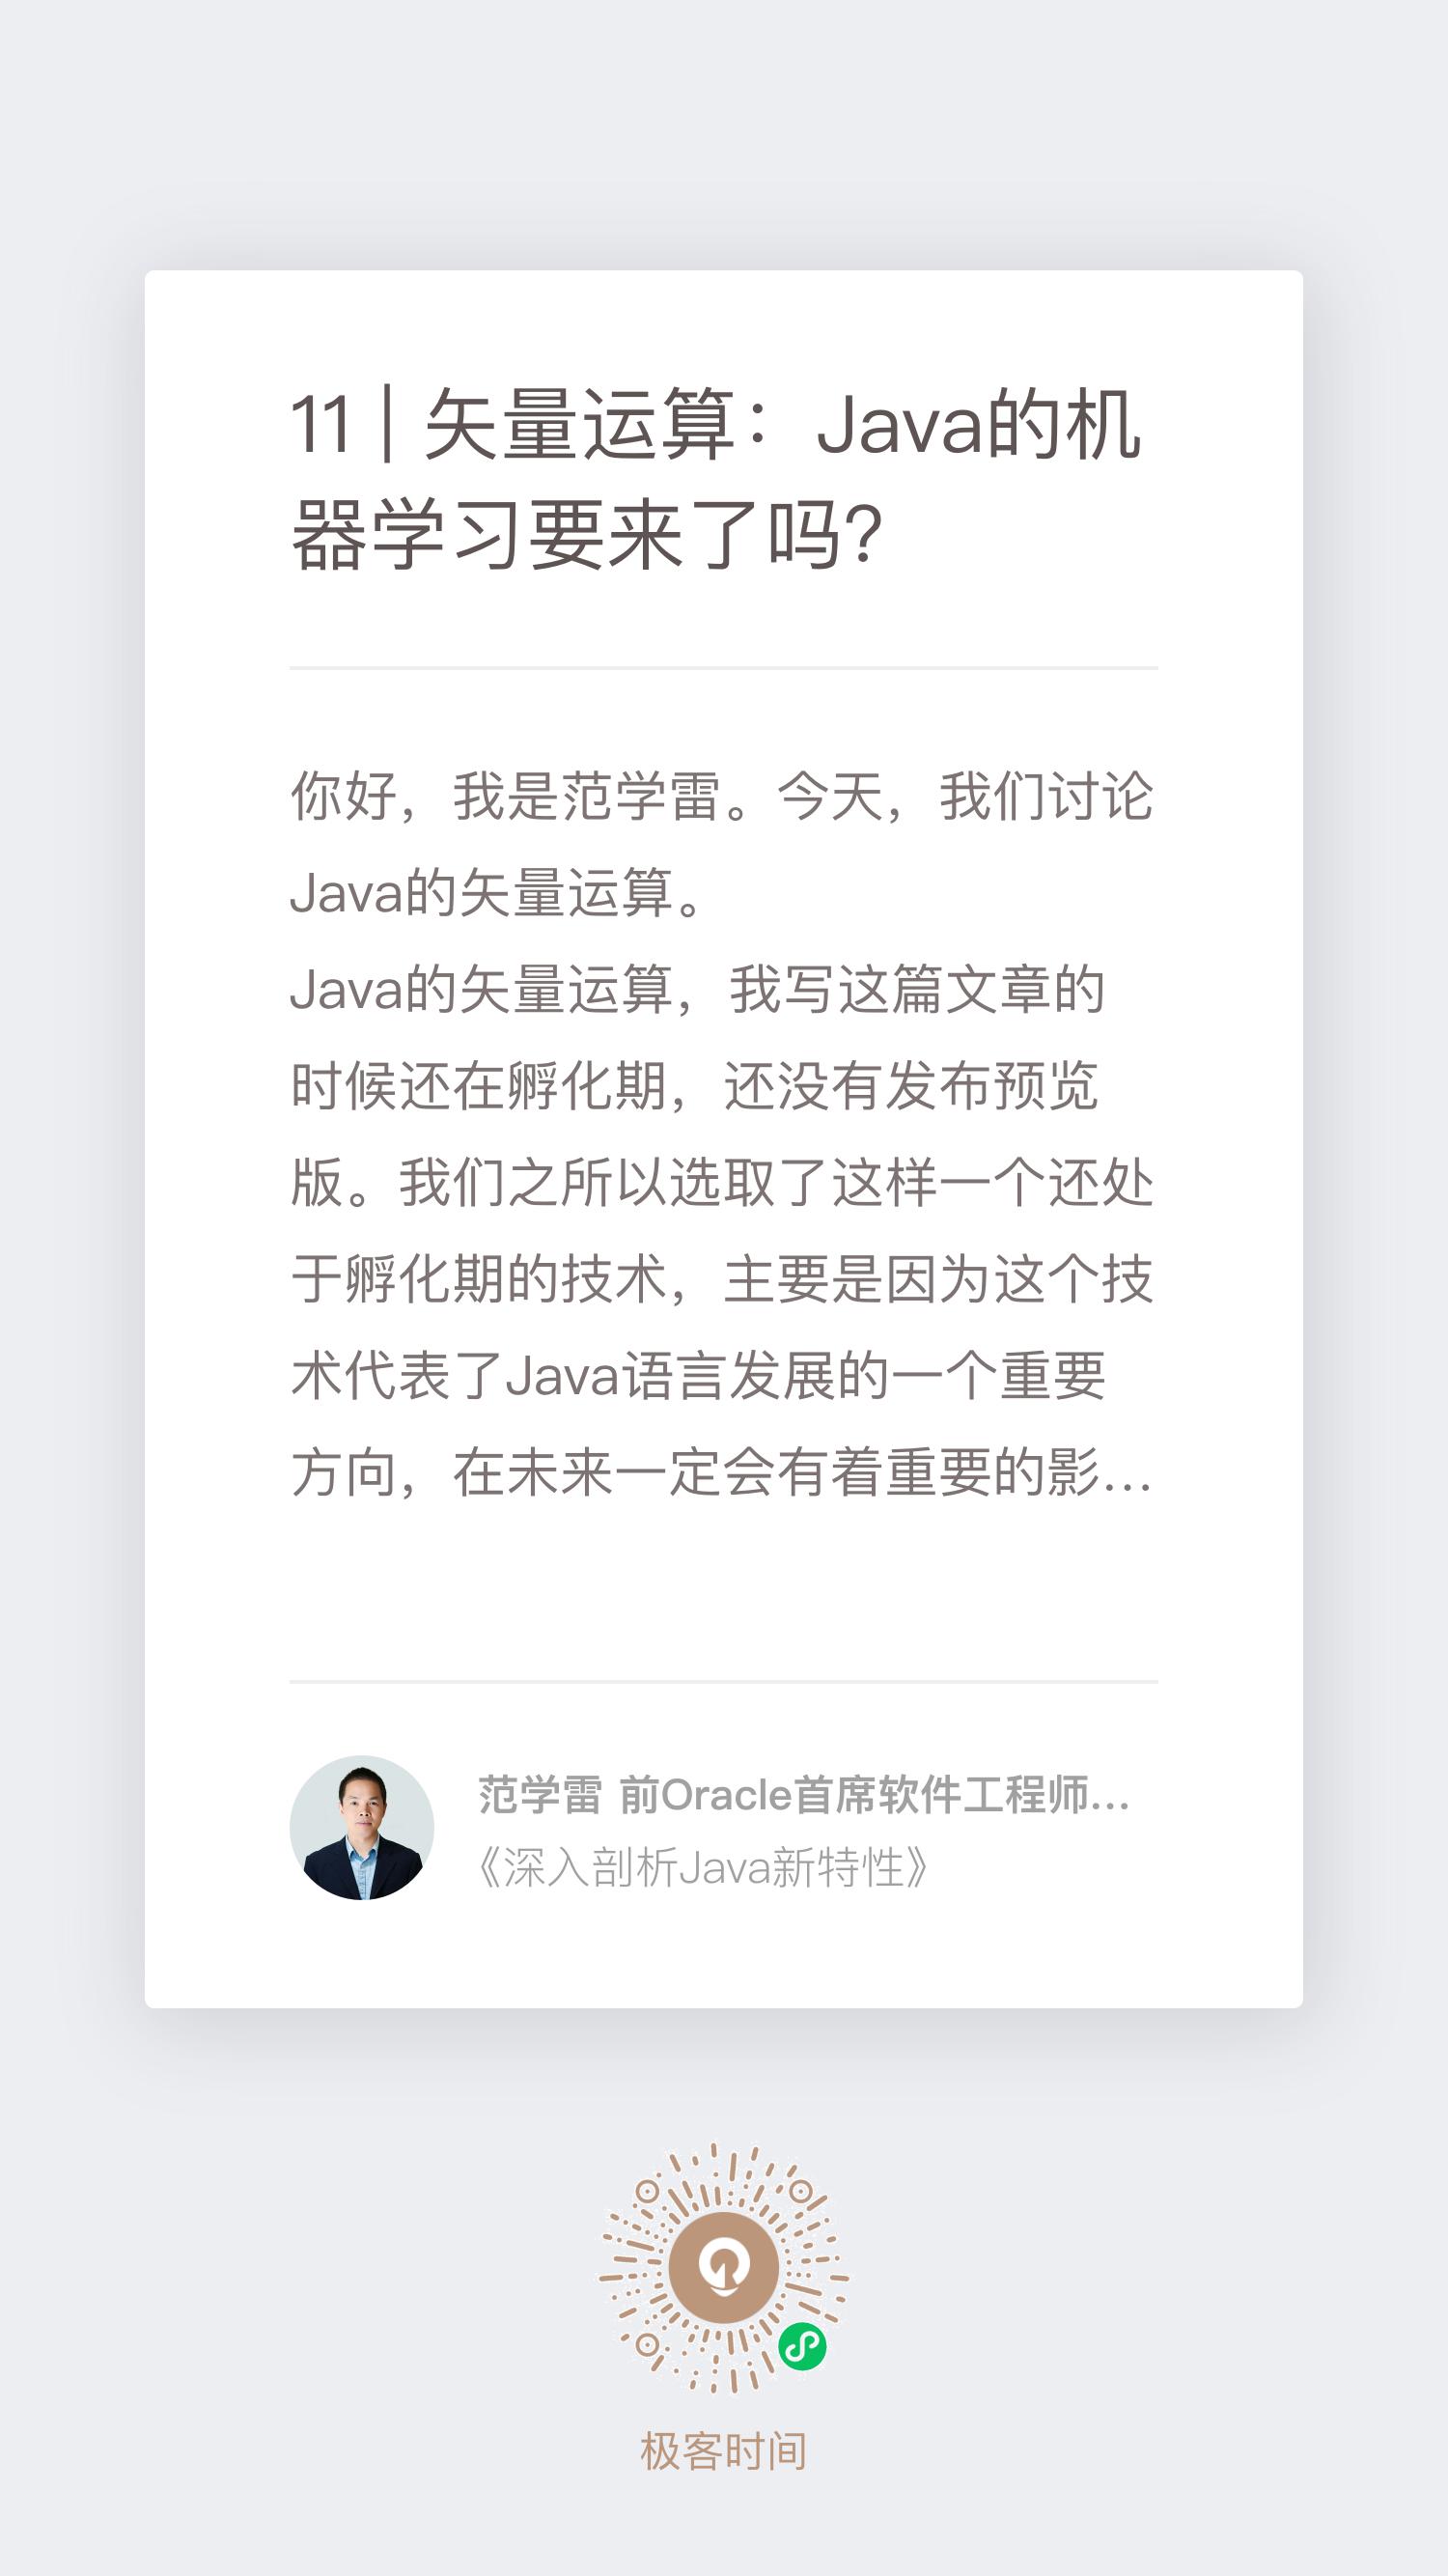 11 | 矢量运算：Java的机
器学习要来了吗?
你好，我是范学雷。今天，我们讨论
Java的矢量运算。
Java的矢量运算，我写这篇文章的
时候还在孵化期，还没有发布预览
版。我们之所以选取了这样一个还处
于孵化期的技术，主要是因为这个技
术代表了Java语言发展的一个重要
方向，在未来一定会有着重要的影...
范学雷 前Oracle首席软件工程师...
《深入剖析Java新特性》
极客时间